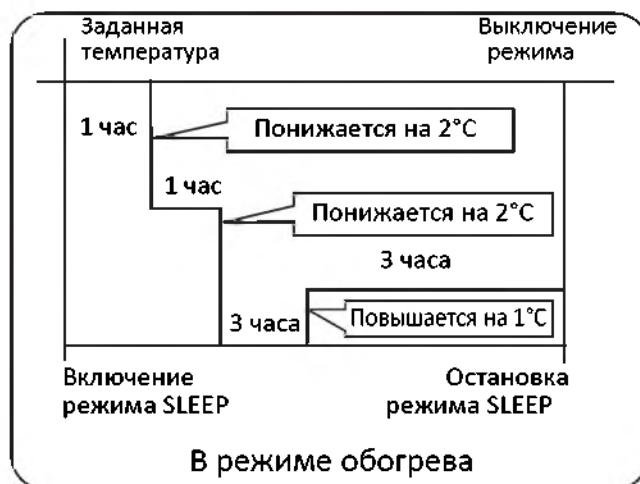 Заданная
температура
Выключение
режима
1 час
Понижается на 2°C
1 час
Понижается на 2°C
3 часа
3 часа
Повышается на 1°C
Включение
режима SLEEP
Остановка
режима SLEEP
В режиме обогрева